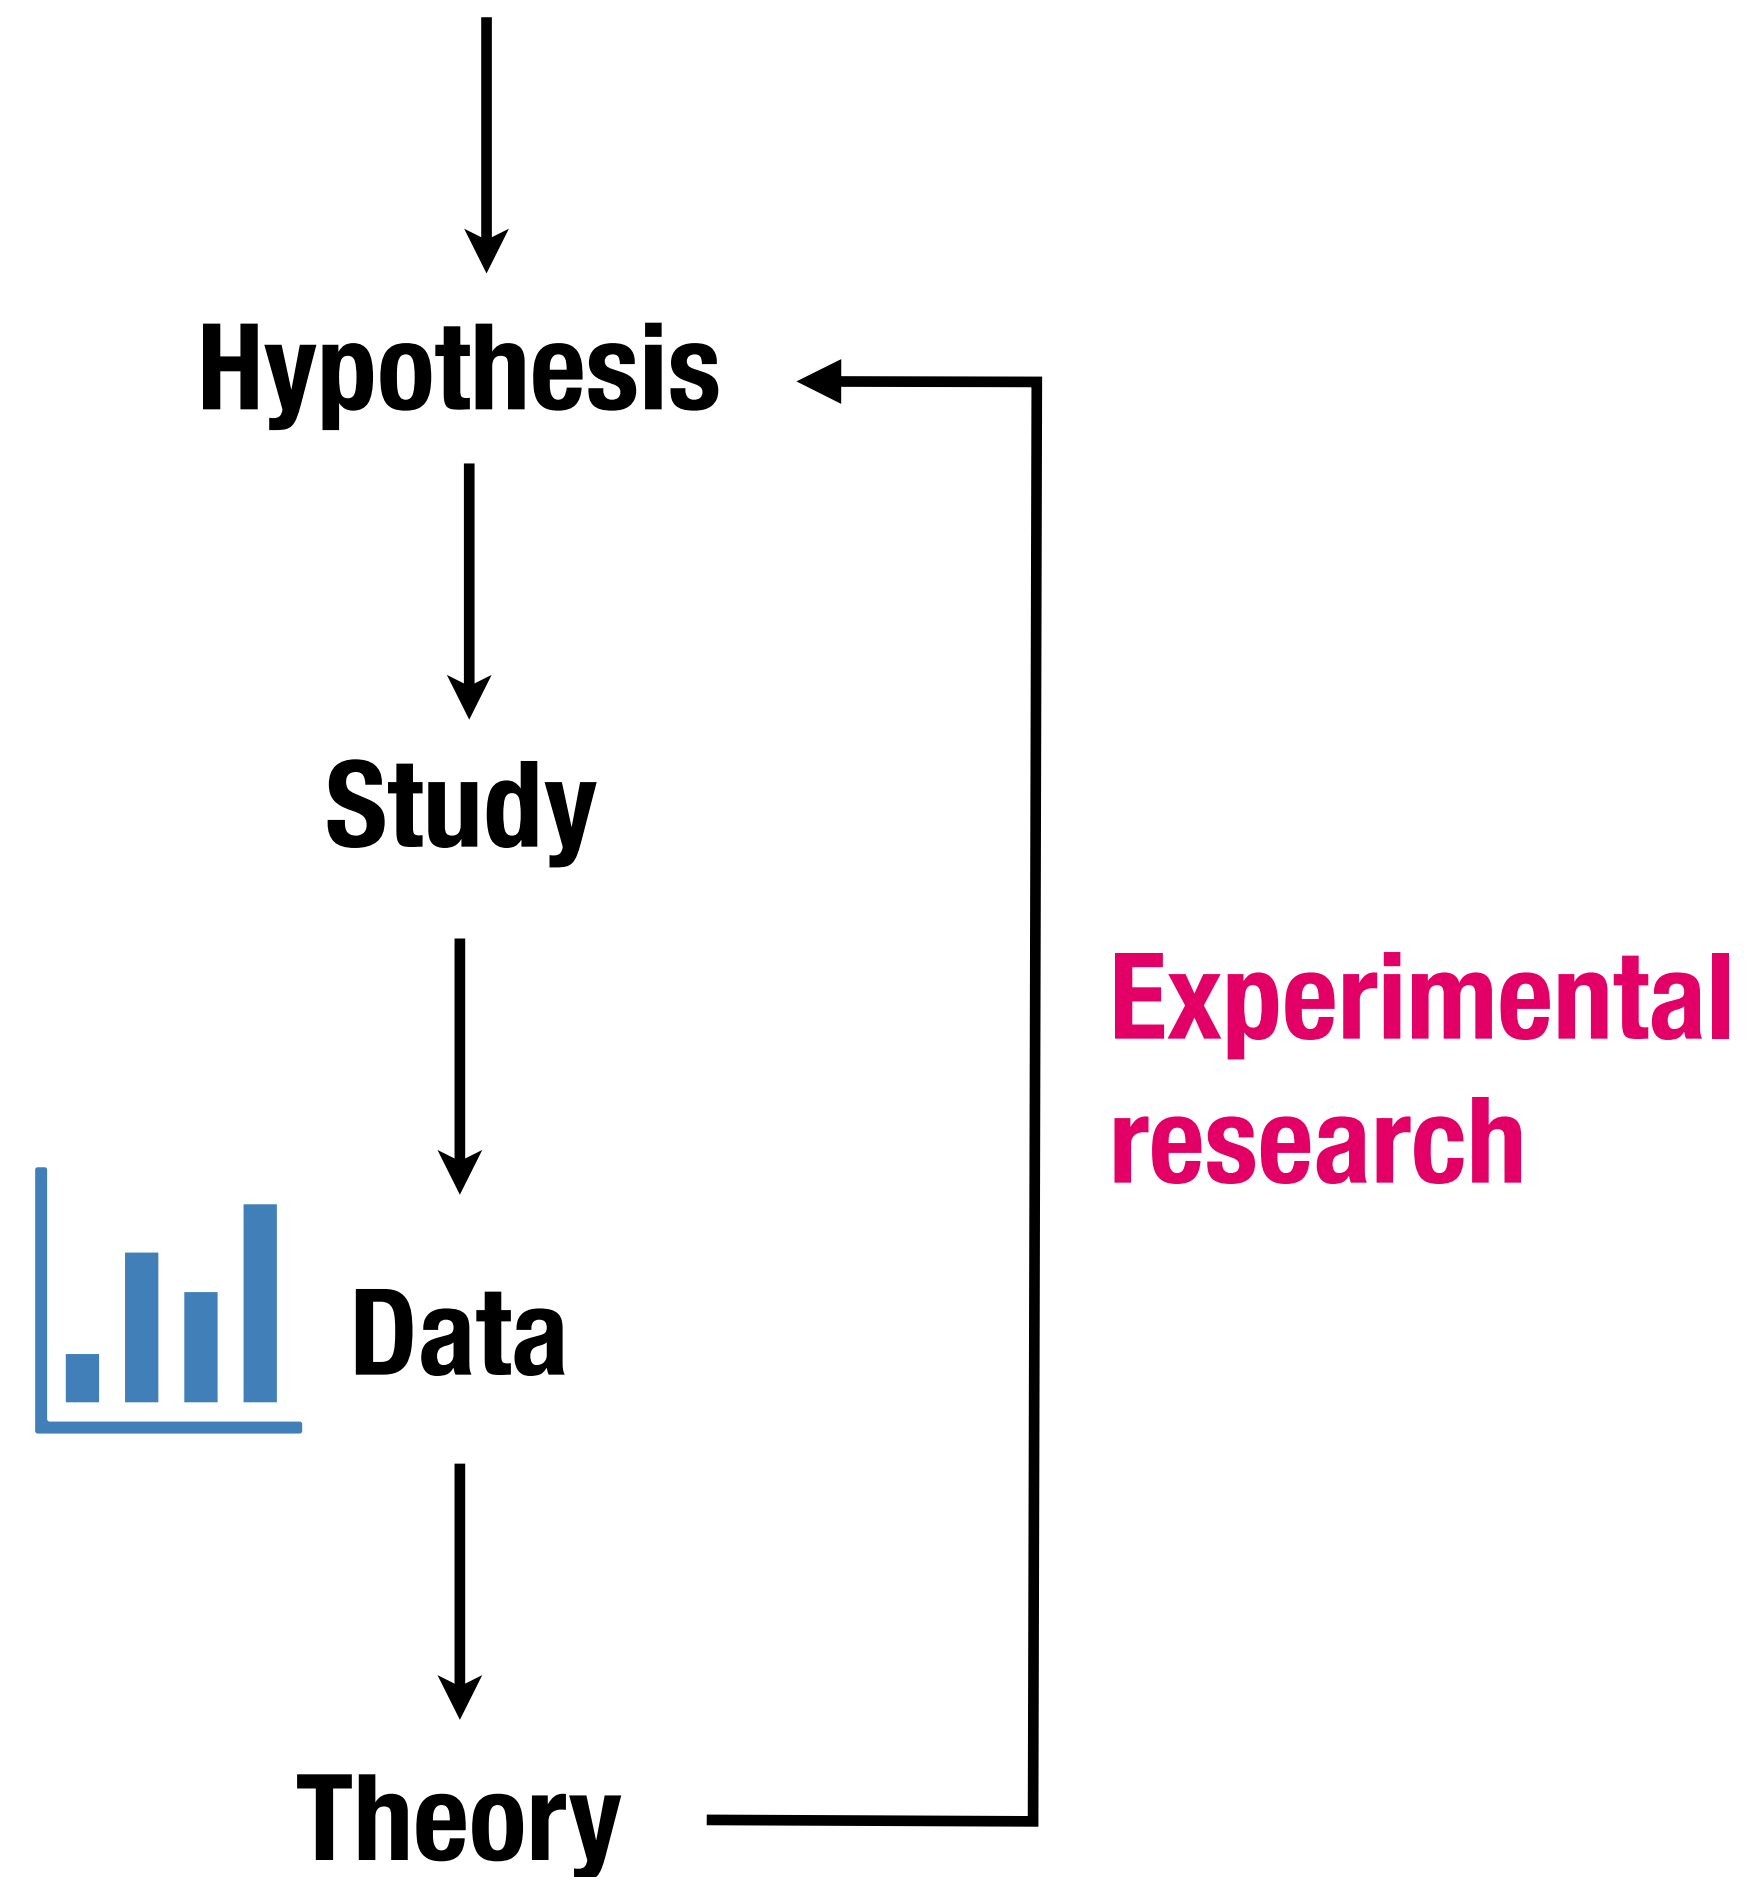 Hypothesis
Study
Experimental
research
Data
Theory